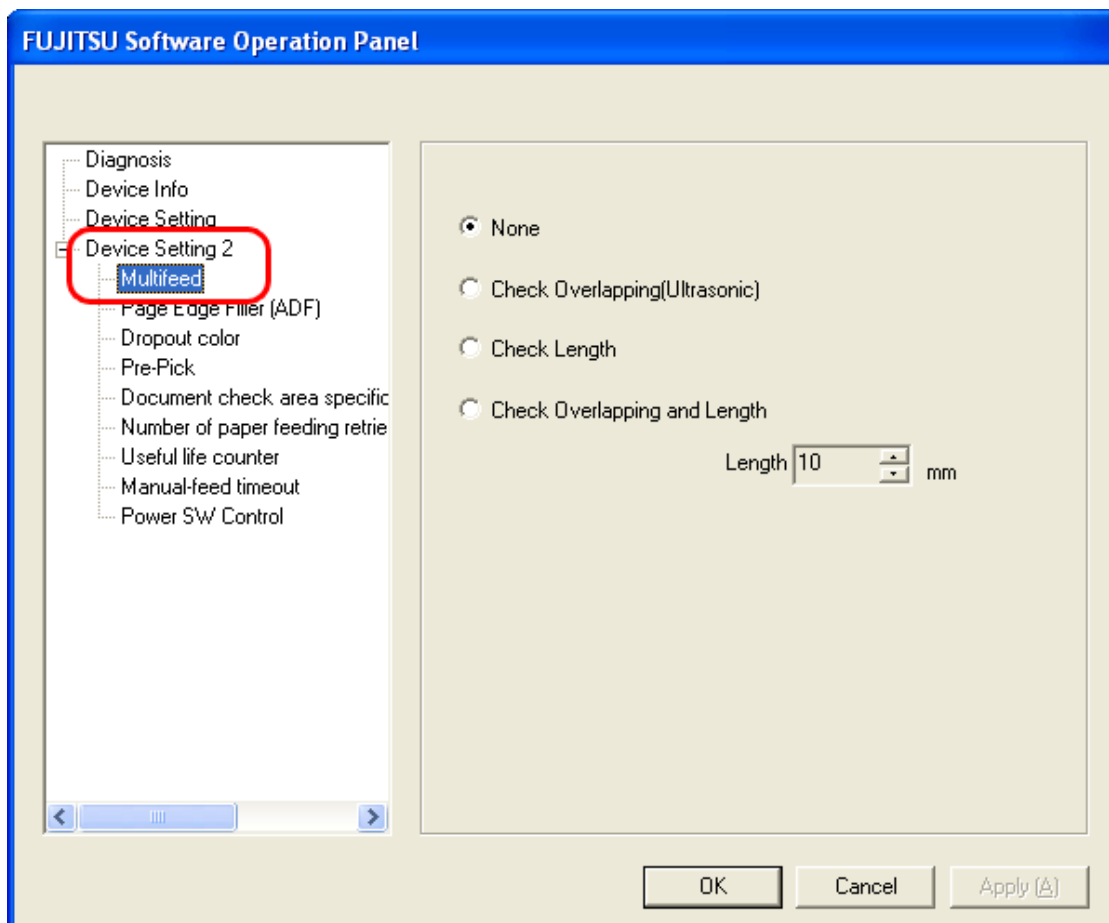 FUJITSU Software Operation Panel
Diagnosis
Device Info
Device Setting
Device Setting 2
Multifeed
Page Edge Filler (ADF)
Dropout color
Pre-Pick
Document check area specific
Number of paper feeding retrie
Useful life counter
Manual-feed timeout
Power SW Control
None
Check Overlapping(Ultrasonic)
Check Length
Check Overlapping and Length
Length 10 mm
OK Cancel Apply (A)